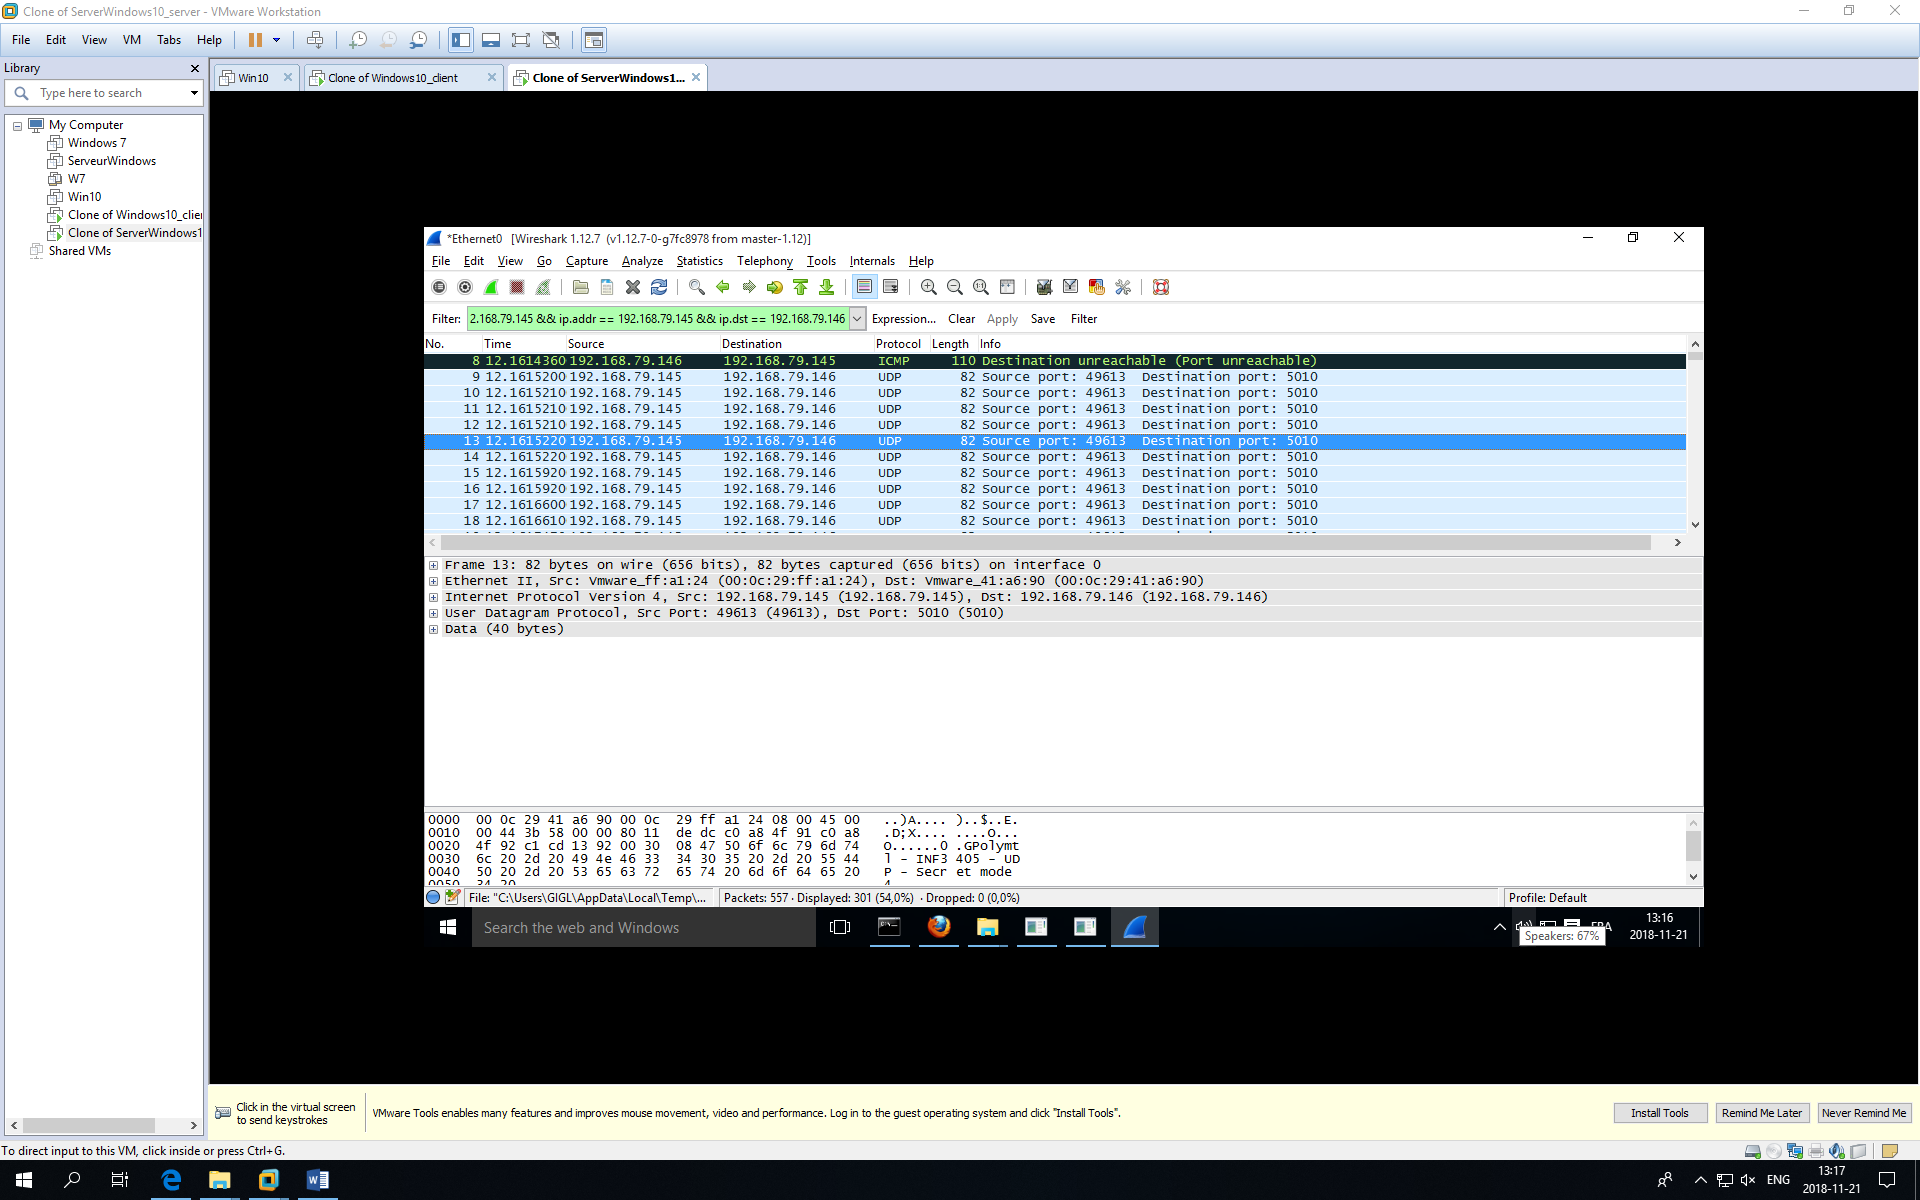 Clone of ServerWindows10_server - VMware Workstation
File Edit View VM Tabs Help
Library
Type here to search
My Computer
Windows 7
ServeurWindows
W7
Win10
Clone of Windows10_clie
Clone of ServerWindows1
Shared VMs
Win10
Clone of Windows10_client
Clone of ServerWindows1...
*Ethernet0 [Wireshark 1.12.7 (v1.12.7-0-g7fc8978 from master-1.12)]
File Edit View Go Capture Analyze Statistics Telephony Tools Internals Help
Filter: 2.168.79.145 && ip.addr == 192.168.79.145 && ip.dst == 192.168.79.146 Expression... Clear Apply Save Filter
No. Time Source Destination Protocol Length Info
8 12.1614360 192.168.79.146 192.168.79.145 ICMP 110 Destination unreachable (Port unreachable)
9 12.1615200 192.168.79.145 192.168.79.146 UDP 82 Source port: 49613 Destination port: 5010
10 12.1615210 192.168.79.145 192.168.79.146 UDP 82 Source port: 49613 Destination port: 5010
11 12.1615210 192.168.79.145 192.168.79.146 UDP 82 Source port: 49613 Destination port: 5010
12 12.1615210 192.168.79.145 192.168.79.146 UDP 82 Source port: 49613 Destination port: 5010
13 12.1615220 192.168.79.145 192.168.79.146 UDP 82 Source port: 49613 Destination port: 5010
14 12.1615220 192.168.79.145 192.168.79.146 UDP 82 Source port: 49613 Destination port: 5010
15 12.1615920 192.168.79.145 192.168.79.146 UDP 82 Source port: 49613 Destination port: 5010
16 12.1615920 192.168.79.145 192.168.79.146 UDP 82 Source port: 49613 Destination port: 5010
17 12.1616600 192.168.79.145 192.168.79.146 UDP 82 Source port: 49613 Destination port: 5010
18 12.1616610 192.168.79.145 192.168.79.146 UDP 82 Source port: 49613 Destination port: 5010
Frame 13: 82 bytes on wire (656 bits), 82 bytes captured (656 bits) on interface 0
Ethernet II, Src: Vmware_ff:a1:24 (00:0c:29:ff:a1:24), Dst: Vmware_41:a6:90 (00:0c:29:41:a6:90)
Internet Protocol Version 4, Src: 192.168.79.145 (192.168.79.145), Dst: 192.168.79.146 (192.168.79.146)
User Datagram Protocol, Src Port: 49613 (49613), Dst Port: 5010 (5010)
Data (40 bytes)
0000 00 0c 29 41 a6 90 00 0c 29 ff a1 24 08 00 45 00 ..)A.... )..$..E.
0010 00 44 3b 58 00 00 80 11 de dc c0 a8 4f 91 c0 a8 .D;X.... ....O...
0020 4f 92 c1 cd 13 92 00 30 08 47 50 6f 6c 79 6d 74 O......0 .GPolymt
0030 6c 20 2d 20 49 4e 46 33 34 30 35 20 2d 20 55 44 l - INF3 405 - UD
0040 50 20 2d 20 53 65 63 72 65 74 20 6d 6f 64 65 20 P - Secr et mode
0050 34 20 4
File: "C:\Users\GIGL\AppData\Local\Temp\... Packets: 557 · Displayed: 301 (54,0%) · Dropped: 0 (0,0%) Profile: Default
Search the web and Windows
13:16
2018-11-21
Speakers: 67%
Click in the virtual screen
to send keystrokes
VMware Tools enables many features and improves mouse movement, video and performance. Log in to the guest operating system and click "Install Tools".
Install Tools Remind Me Later Never Remind Me
To direct input to this VM, click inside or press Ctrl+G.
ENG
13:17
2018-11-21